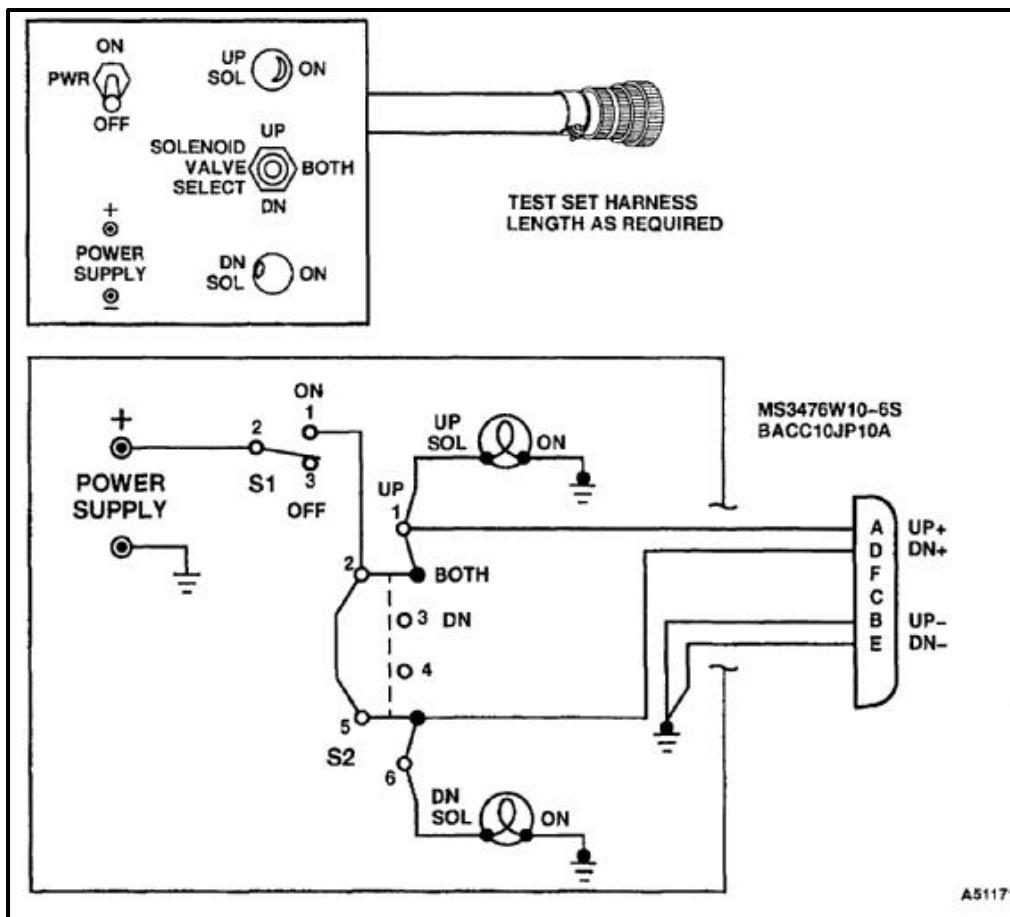 ON
PWR
OFF
UP
SOL
ON
UP
SOLENOID
VALVE
SELECT
BOTH
DN
+
POWER
SUPPLY
−
DN
SOL
ON
TEST SET HARNESS
LENGTH AS REQUIRED
+
POWER
SUPPLY
ON
1
2
S1
3
OFF
UP
SOL
ON
UP
1
2
BOTH
3 DN
4
5
S2
6
DN
SOL
ON
MS3476W10-6S
BACC10JP10A
A UP+
D DN+
F
C
B UP−
E DN−